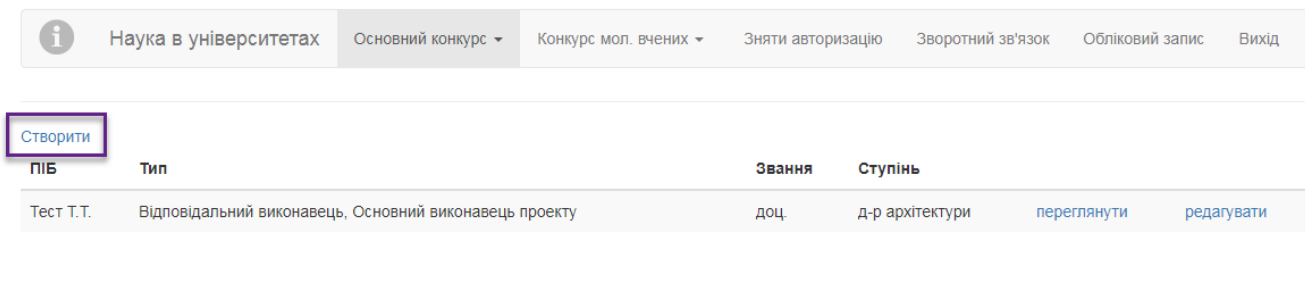 Наука в університетах Основний конкурс Конкурс мол. вчених Зняти авторизацію Зворотний зв'язок Обліковий запис Вихід
Створити
ПІБ Тип Звання Ступінь
Тест Т.Т. Відповідальний виконавець, Основний виконавець проекту доц. д-р архітектури переглянути редагувати